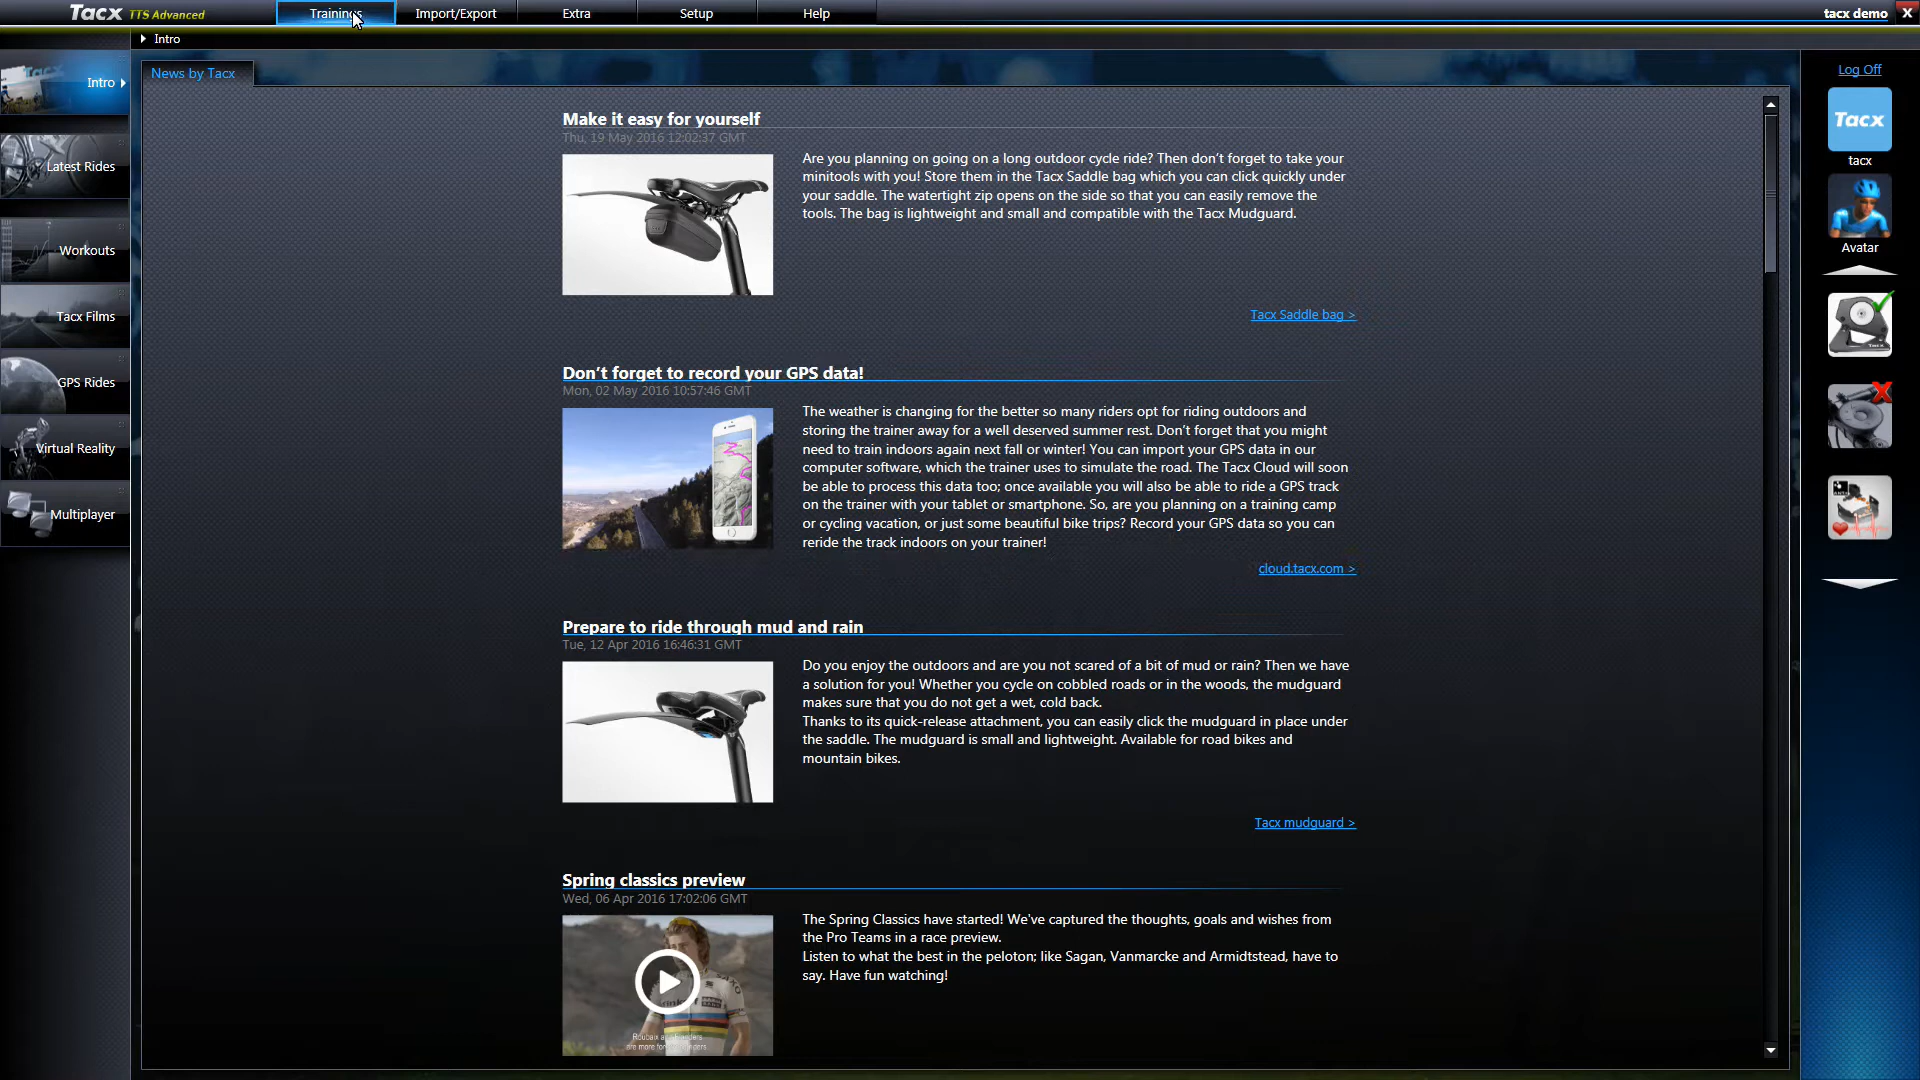 Tacx TTS Advanced
Trainings
Import/Export
Extra
Setup
Help
tacx demo
X
Intro
Intro
Latest Rides
Workouts
Tacx Films
GPS Rides
Virtual Reality
Multiplayer
News by Tacx
Make it easy for yourself
Thu, 19 May 2016 12:02:37 GMT
Are you planning on going on a long outdoor cycle ride? Then don’t forget to take your
minitools with you! Store them in the Tacx Saddle bag which you can click quickly under
your saddle. The watertight zip opens on the side so that you can easily remove the
tools. The bag is lightweight and small and compatible with the Tacx Mudguard.
Tacx Saddle bag >
Don’t forget to record your GPS data!
Mon, 02 May 2016 10:57:46 GMT
The weather is changing for the better so many riders opt for riding outdoors and
storing the trainer away for a well deserved summer rest. Don’t forget that you might
need to train indoors again next fall or winter! You can import your GPS data in our
computer software, which the trainer uses to simulate the road. The Tacx Cloud will soon
be able to process this data too; once available you will also be able to ride a GPS track
on the trainer with your tablet or smartphone. So, are you planning on a training camp
or cycling vacation, or just some beautiful bike trips? Record your GPS data so you can
reride the track indoors on your trainer!
cloud.tacx.com >
Prepare to ride through mud and rain
Tue, 12 Apr 2016 16:46:31 GMT
Do you enjoy the outdoors and are you not scared of a bit of mud or rain? Then we have
a solution for you! Whether you cycle on cobbled roads or in the woods, the mudguard
makes sure that you do not get a wet, cold back.
Thanks to its quick-release attachment, you can easily click the mudguard in place under
the saddle. The mudguard is small and lightweight. Available for road bikes and
mountain bikes.
Tacx mudguard >
Spring classics preview
Wed, 06 Apr 2016 17:02:06 GMT
The Spring Classics have started! We've captured the thoughts, goals and wishes from
the Pro Teams in a race preview.
Listen to what the best in the peloton; like Sagan, Vanmarcke and Armidtstead, have to
say. Have fun watching!
Log Off
Tacx
tacx
Avatar